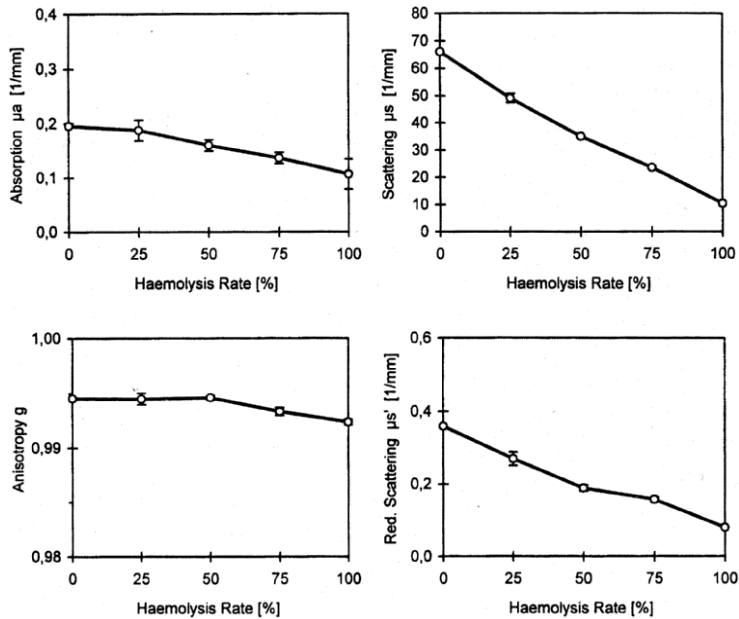 Absorption µa [1/mm]
0,4
0,3
0,2
0,1
0,0
0 25 50 75 100
Haemolysis Rate [%]
Scattering µs [1/mm]
80
70
60
50
40
30
20
10
0
0 25 50 75 100
Haemolysis Rate [%]
Anisotropy g
1,00
0,99
0,98
0 25 50 75 100
Haemolysis Rate [%]
Red. Scattering µs' [1/mm]
0,6
0,4
0,2
0,0
0 25 50 75 100
Haemolysis Rate [%]